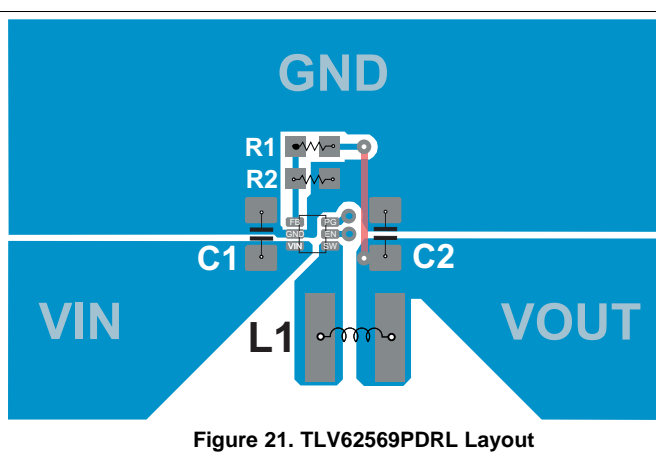 GND
R1
R2
FB PG
GND EN
VIN SW
C1 C2
VIN L1 VOUT
Figure 21. TLV62569PDRL Layout